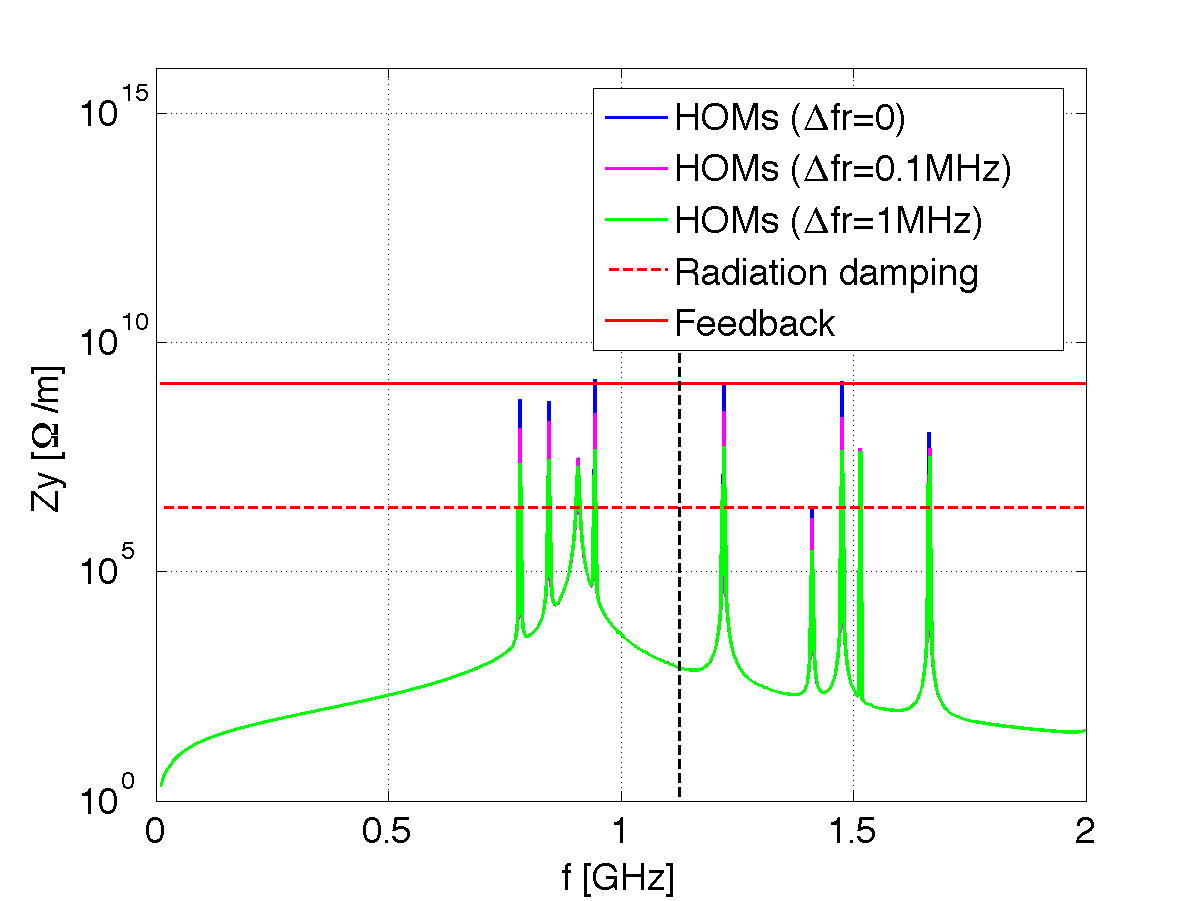 10^15
10^10
10^5
10^0
Zy [Ω /m]
HOMs (Δfr=0)
HOMs (Δfr=0.1MHz)
HOMs (Δfr=1MHz)
Radiation damping
Feedback
0
0.5
1
1.5
2
f [GHz]